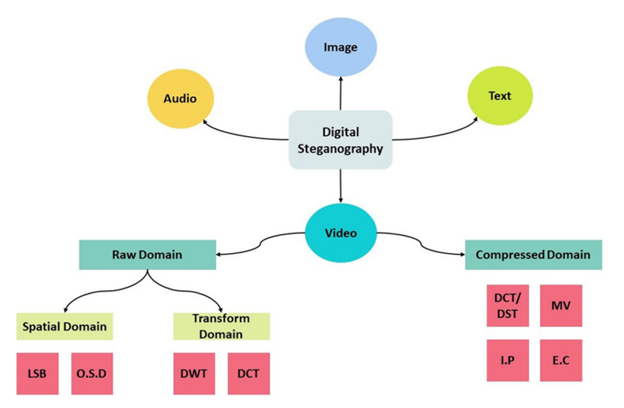 Image
Audio
Text
Digital
Steganography
Video
Raw Domain
Compressed Domain
Spatial Domain
Transform
Domain
DCT/
DST
MV
LSB
O.S.D
DWT
DCT
I.P
E.C